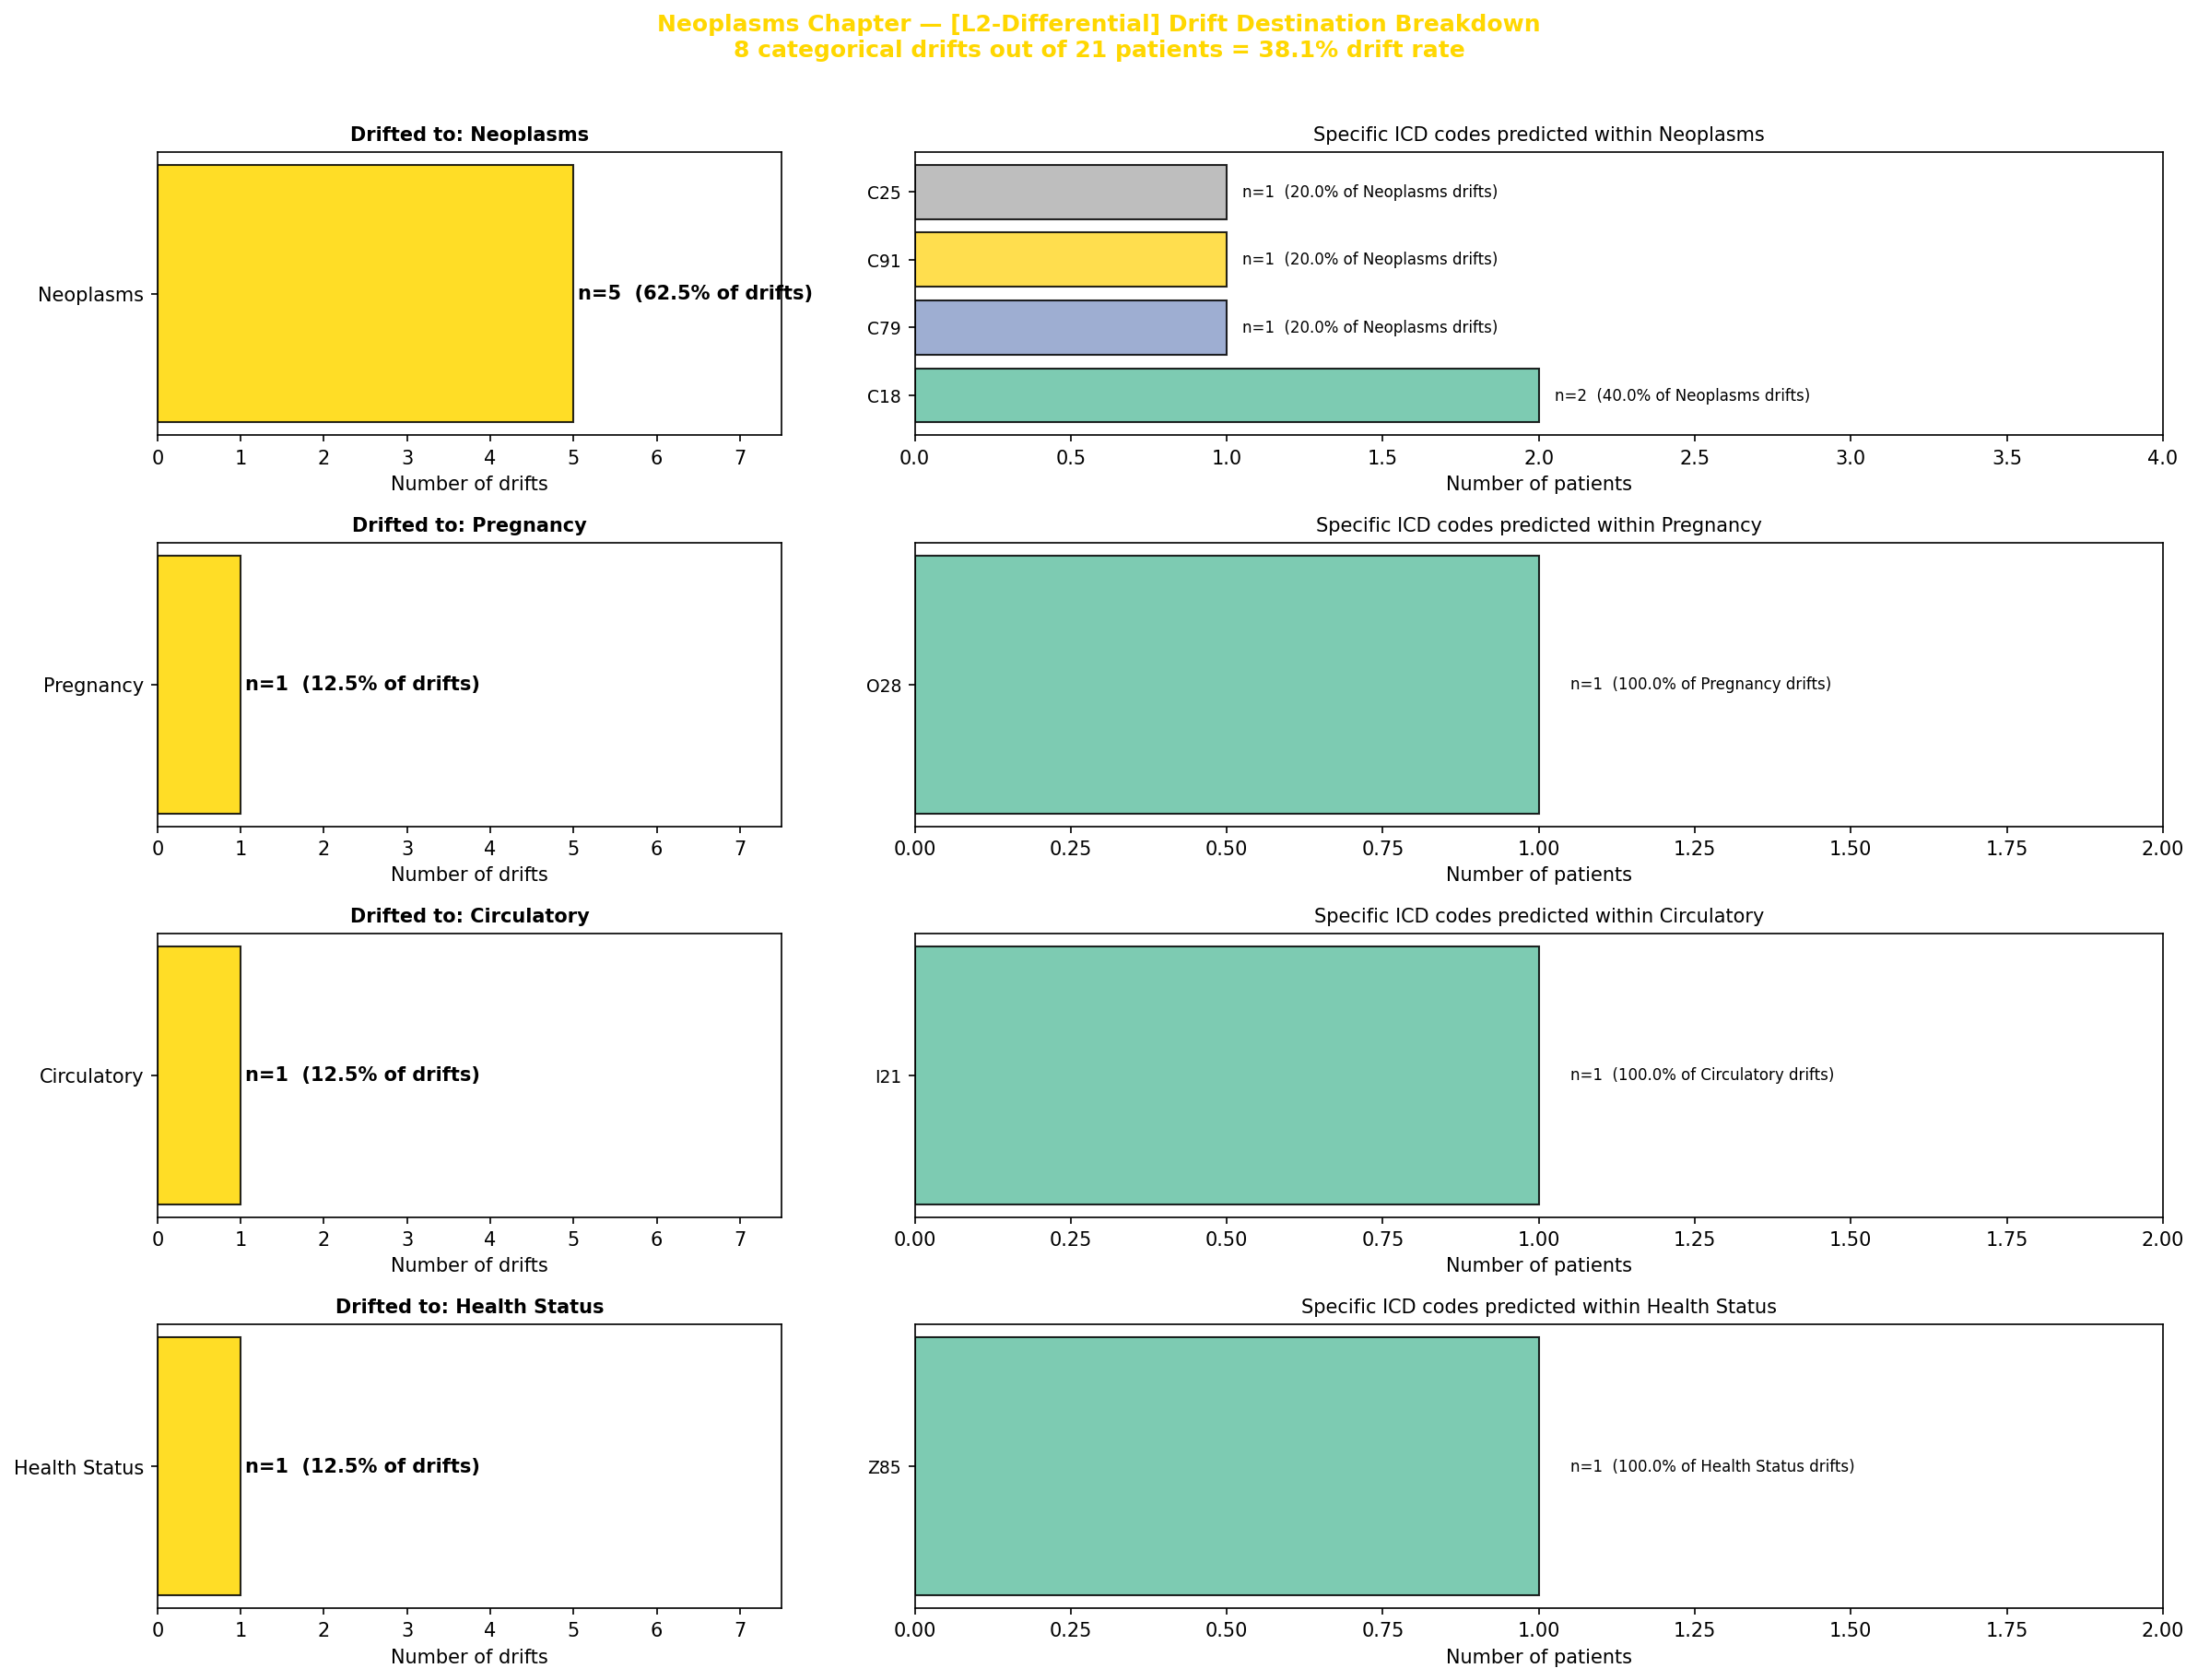 Neoplasms Chapter — [L2-Differential] Drift Destination Breakdown
8 categorical drifts out of 21 patients = 38.1% drift rate
Drifted to: Neoplasms
Neoplasms
n=5 (62.5% of drifts)
0 1 2 3 4 5 6 7
Number of drifts
Specific ICD codes predicted within Neoplasms
C25 n=1 (20.0% of Neoplasms drifts)
C91 n=1 (20.0% of Neoplasms drifts)
C79 n=1 (20.0% of Neoplasms drifts)
C18 n=2 (40.0% of Neoplasms drifts)
0.0 0.5 1.0 1.5 2.0 2.5 3.0 3.5 4.0
Number of patients
Drifted to: Pregnancy
Pregnancy
n=1 (12.5% of drifts)
0 1 2 3 4 5 6 7
Number of drifts
Specific ICD codes predicted within Pregnancy
O28 n=1 (100.0% of Pregnancy drifts)
0.00 0.25 0.50 0.75 1.00 1.25 1.50 1.75 2.00
Number of patients
Drifted to: Circulatory
Circulatory
n=1 (12.5% of drifts)
0 1 2 3 4 5 6 7
Number of drifts
Specific ICD codes predicted within Circulatory
I21 n=1 (100.0% of Circulatory drifts)
0.00 0.25 0.50 0.75 1.00 1.25 1.50 1.75 2.00
Number of patients
Drifted to: Health Status
Health Status
n=1 (12.5% of drifts)
0 1 2 3 4 5 6 7
Number of drifts
Specific ICD codes predicted within Health Status
Z85 n=1 (100.0% of Health Status drifts)
0.00 0.25 0.50 0.75 1.00 1.25 1.50 1.75 2.00
Number of patients